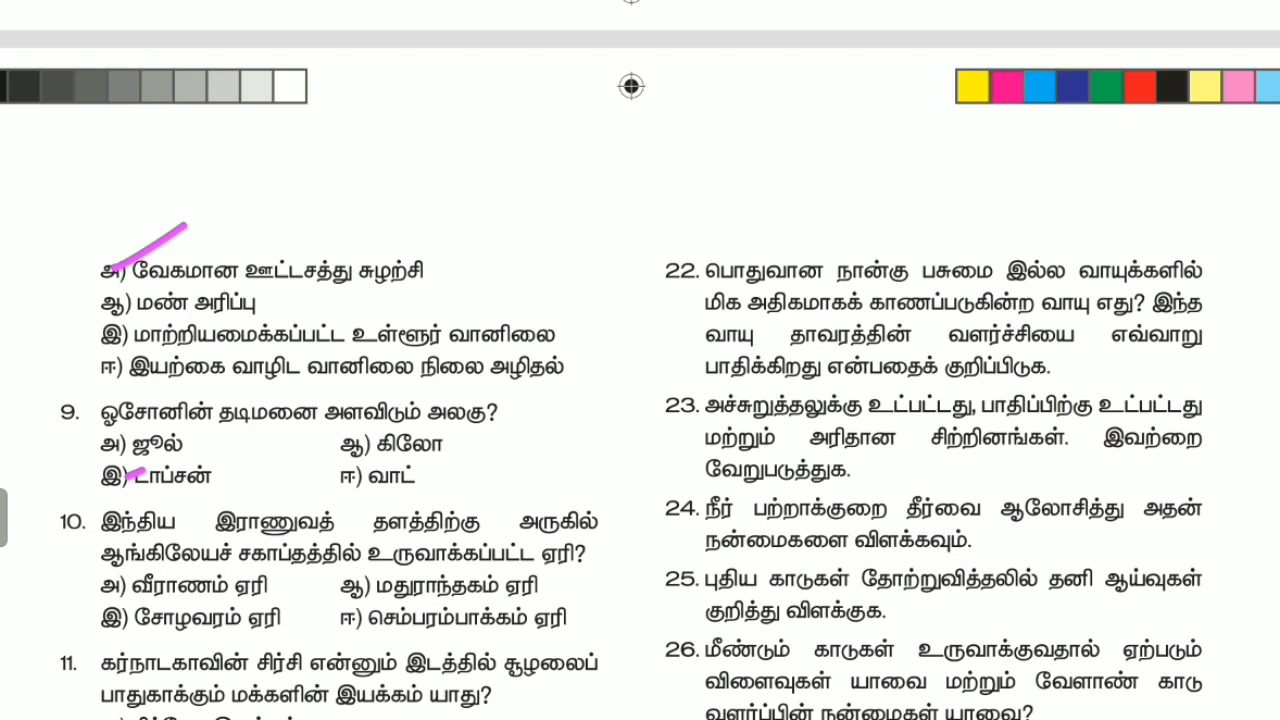 அ) வேகமான ஊட்டசத்து சுழற்சி
ஆ) மண் அரிப்பு
இ) மாற்றியமைக்கப்பட்ட உள்ளூர் வானிலை
ஈ) இயற்கை வாழிட வானிலை நிலை அழிதல்
9. ஓசோனின் தடிமனை அளவிடும் அலகு?
அ) ஜூல் ஆ) கிலோ
இ) டாப்சன் ஈ) வாட்
10. இந்திய இராணுவத் தளத்திற்கு அருகில்
ஆங்கிலேயச் சகாப்தத்தில் உருவாக்கப்பட்ட ஏரி?
அ) வீராணம் ஏரி ஆ) மதுராந்தகம் ஏரி
இ) சோழவரம் ஏரி ஈ) செம்பரம்பாக்கம் ஏரி
11. கர்நாடகாவின் சிர்சி என்னும் இடத்தில் சூழலைப்
பாதுகாக்கும் மக்களின் இயக்கம் யாது?
22. பொதுவான நான்கு பசுமை இல்ல வாயுக்களில்
மிக அதிகமாகக் காணப்படுகின்ற வாயு எது? இந்த
வாயு தாவரத்தின் வளர்ச்சியை எவ்வாறு
பாதிக்கிறது என்பதைக் குறிப்பிடுக.
23. அச்சுறுத்தலுக்கு உட்பட்டது, பாதிப்பிற்கு உட்பட்டது
மற்றும் அரிதான சிற்றினங்கள். இவற்றை
வேறுபடுத்துக.
24. நீர் பற்றாக்குறை தீர்வை ஆலோசித்து அதன்
நன்மைகளை விளக்கவும்.
25. புதிய காடுகள் தோற்றுவித்தலில் தனி ஆய்வுகள்
குறித்து விளக்குக.
26. மீண்டும் காடுகள் உருவாக்குவதால் ஏற்படும்
விளைவுகள் யாவை மற்றும் வேளாண் காடு
வளர்ப்பின் நன்மைகள் யாவை?